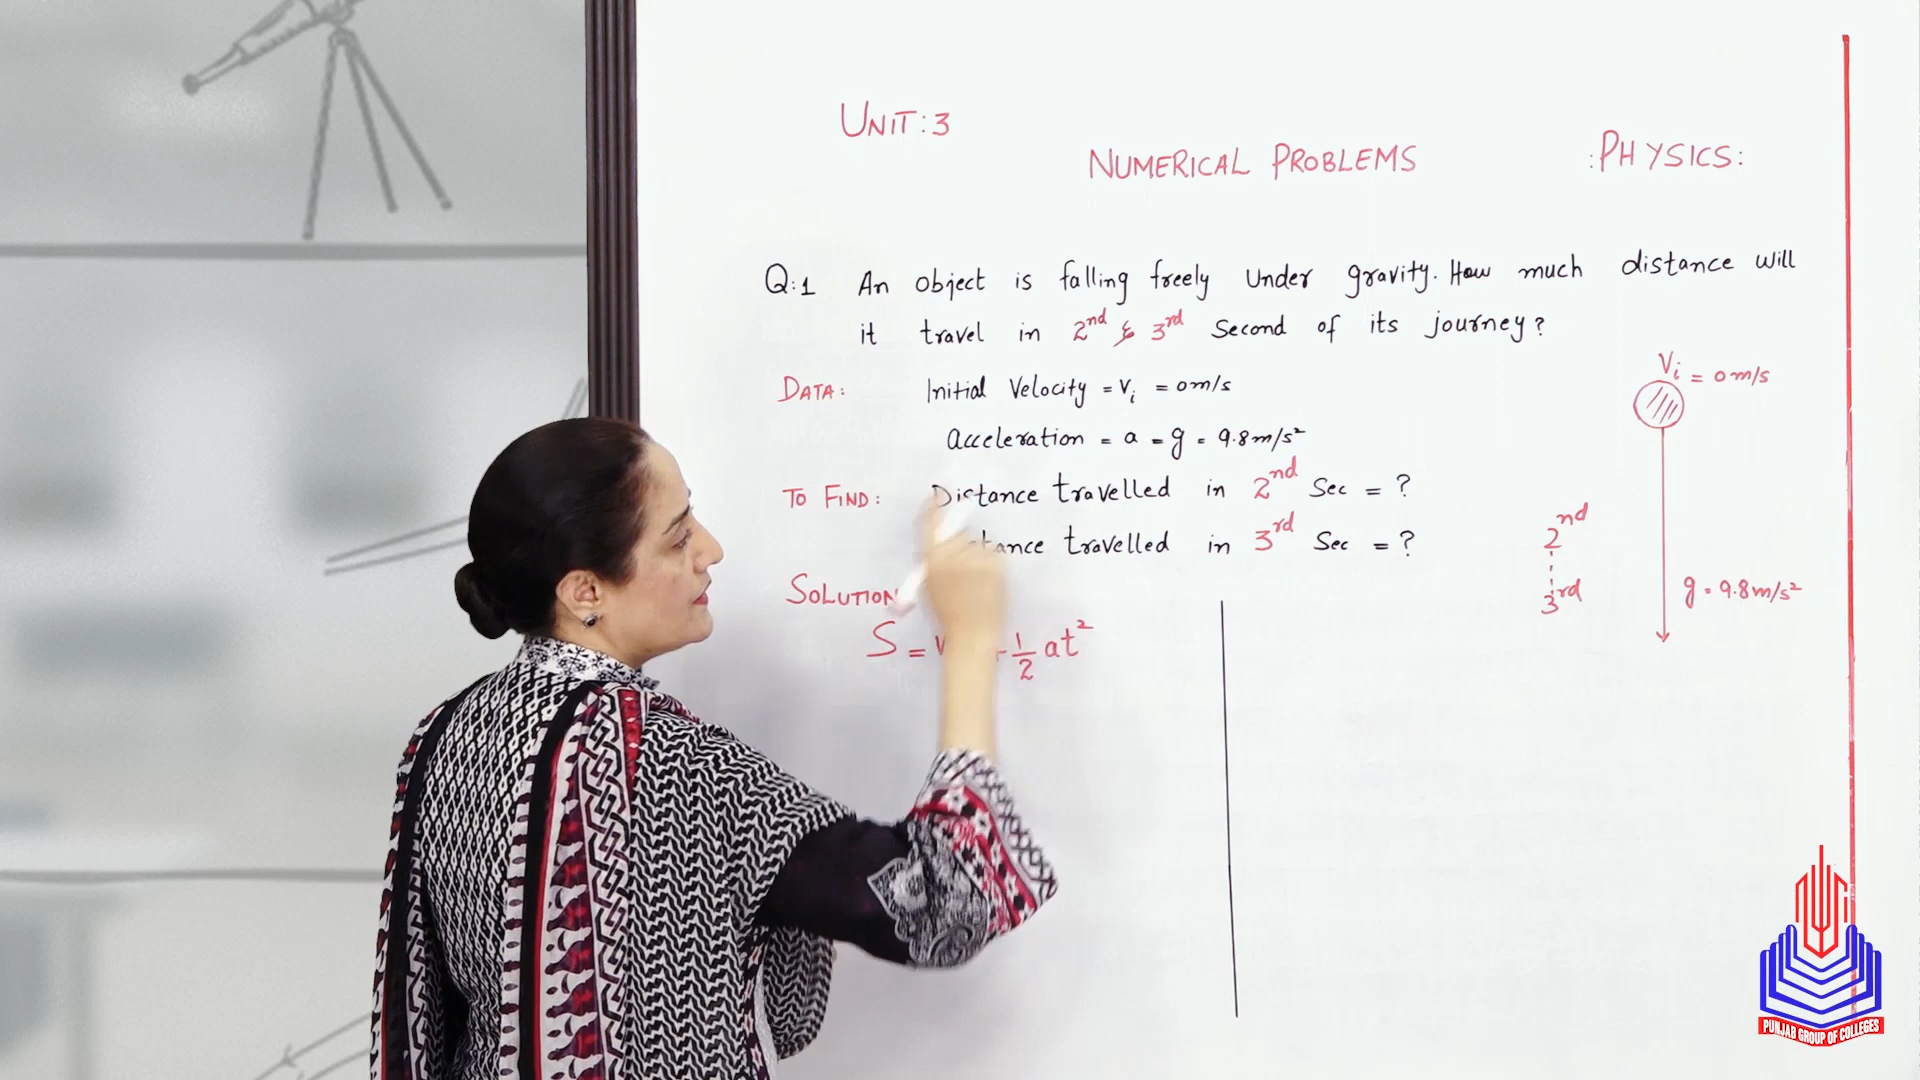 UNIT:3
NUMERICAL PROBLEMS
:PHYSICS:
Q:1 An object is falling freely Under gravity. How much distance will
it travel in 2nd & 3rd Second of its journey?
DATA: Initial Velocity = Vi = 0m/s
Acceleration = a = g = 9.8m/s²
TO FIND: Distance travelled in 2nd Sec = ?
travelled in 3rd Sec = ?
SOLUTION
S = V + 1/2 at²
Vi = 0m/s
2nd
3rd
g = 9.8m/s²
PUNJAB GROUP OF COLLEGES